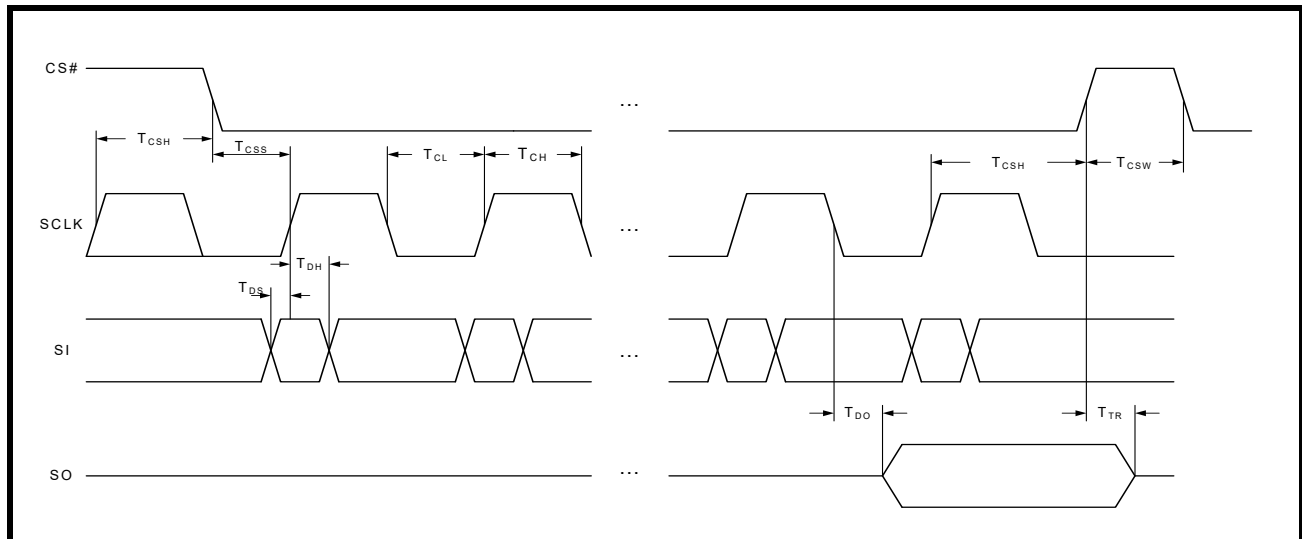 CS#
...
TCSH
TCSS
TCL
TCH
TCSH
TCSW
SCLK
...
TDH
TDS
SI
...
TDO
TTR
SO
...